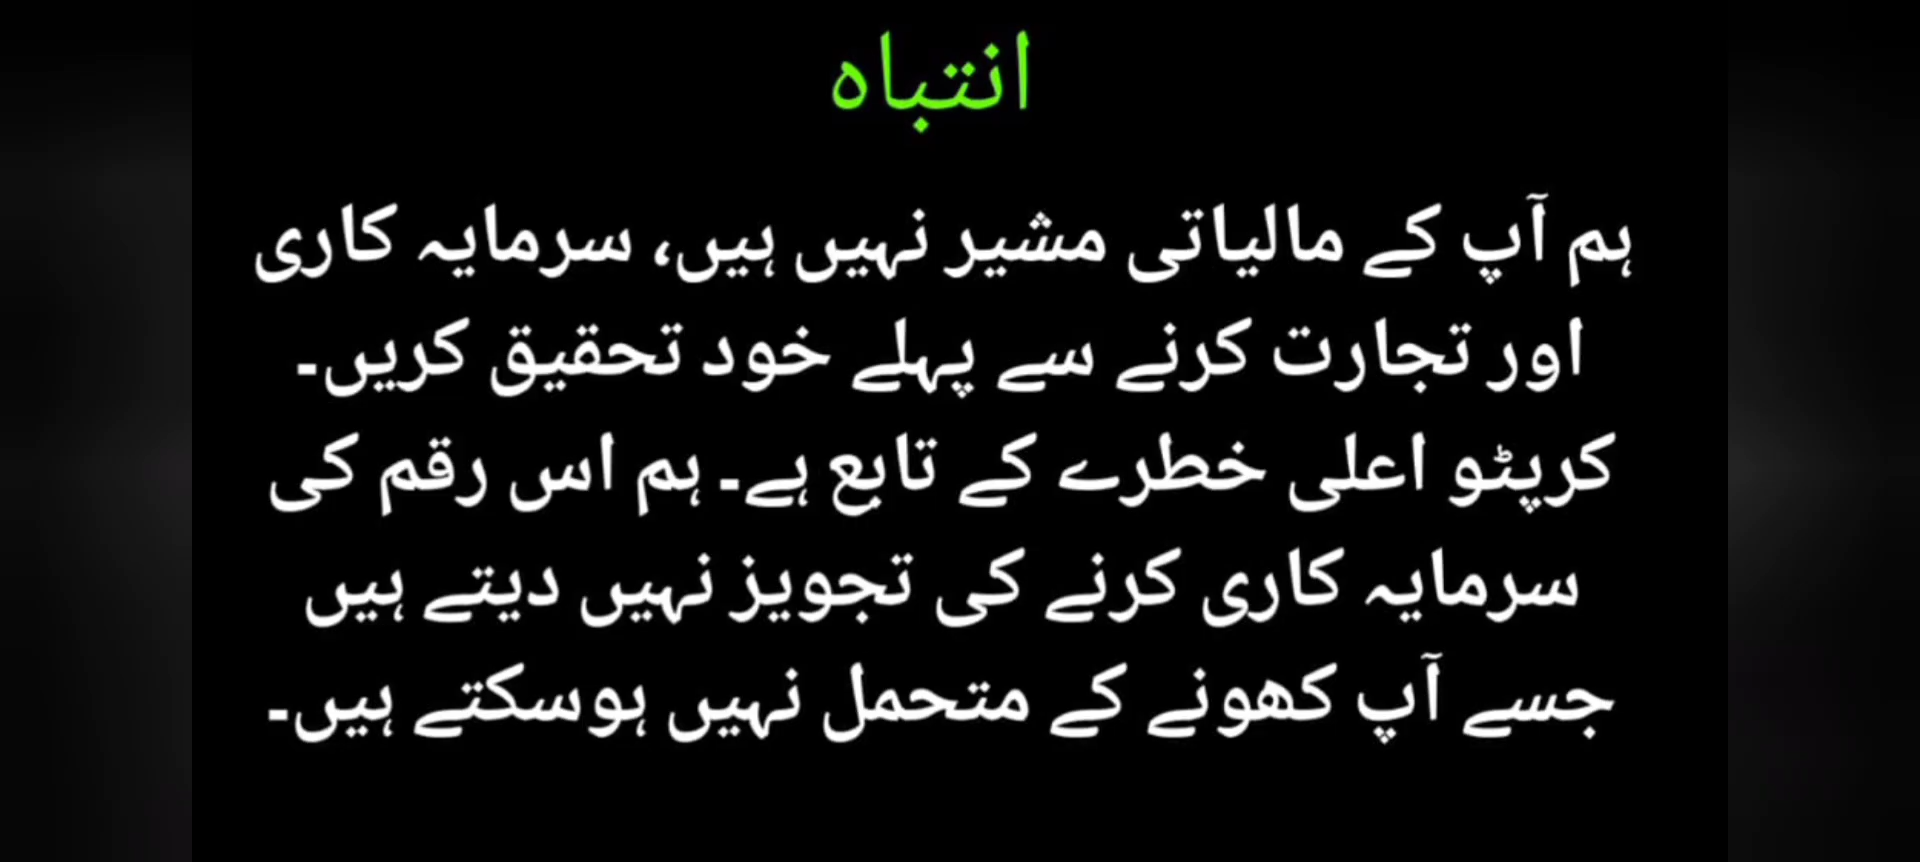 انتباہ
ہم آپ کے مالیاتی مشیر نہیں ہیں، سرمایہ کاری
اور تجارت کرنے سے پہلے خود تحقیق کریں۔
کرپٹو اعلی خطرے کے تابع ہے۔ ہم اس رقم کی
سرمایہ کاری کرنے کی تجویز نہیں دیتے ہیں
جسے آپ کھونے کے متحمل نہیں ہوسکتے ہیں۔